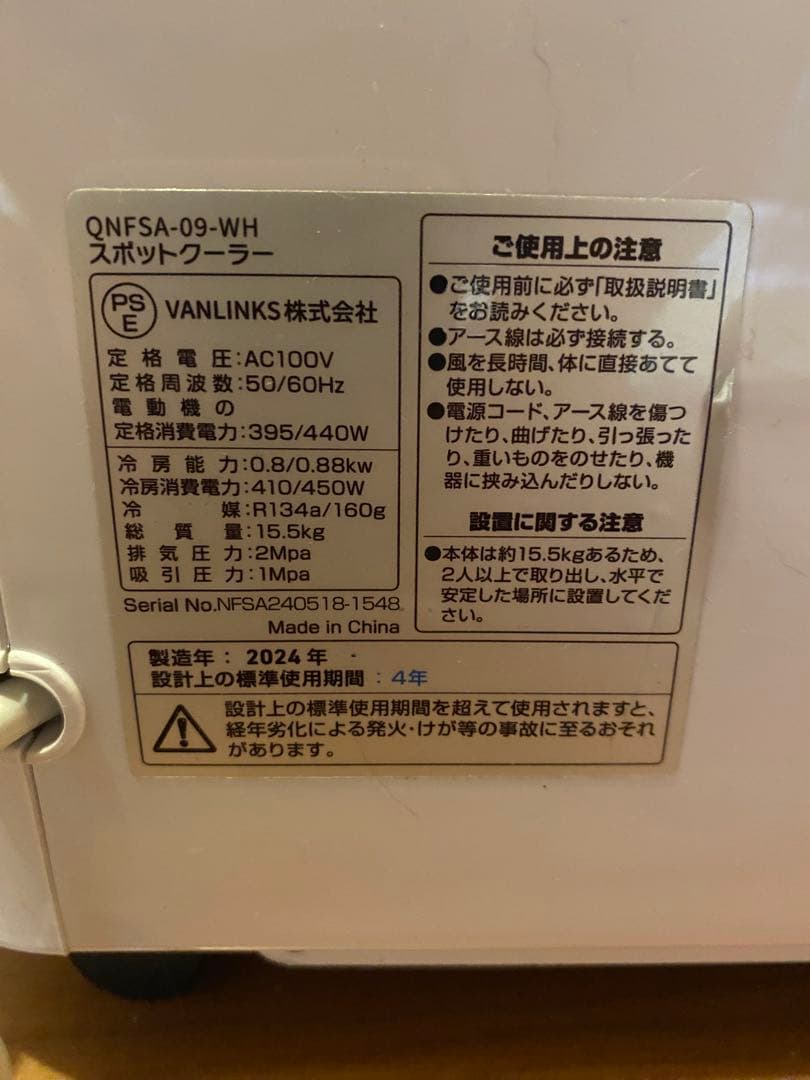 QNFSA-09-WH
スポットクーラー
PSE
VANLINKS株式会社
定格電圧:AC100V
定格周波数:50/60Hz
電動機の
定格消費電力:395/440W
冷房能力:0.8/0.88kw
冷房消費電力:410/450W
冷媒:R134a/160g
総質量:15.5kg
排気圧力:2Mpa
吸引圧力:1Mpa
Serial No.NFSA240518-1548
Made in China
ご使用上の注意
●ご使用前に必ず「取扱説明書」
をお読みください。
●アース線は必ず接続する。
●風を長時間、体に直接あてて
使用しない。
●電源コード、アース線を傷つ
けたり、曲げたり、引っ張った
り、重いものをのせたり、機
器に挟み込んだりしない。
設置に関する注意
●本体は約15.5kgあるため、
2人以上で取り出し、水平で
安定した場所に設置してくだ
さい。
製造年：2024年
設計上の標準使用期間：4年
設計上の標準使用期間を超えて使用されますと、
経年劣化による発火・けが等の事故に至るおそれ
があります。